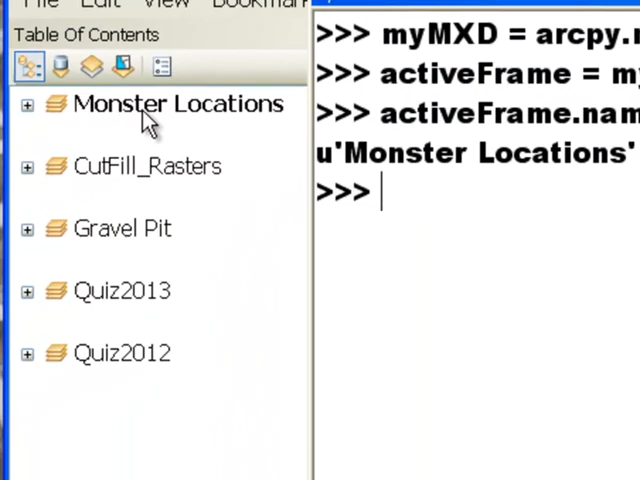 File Edit View Bookmar
Table Of Contents
Monster Locations
CutFill_Rasters
Gravel Pit
Quiz2013
Quiz2012
>>> myMXD = arcpy.
>>> activeFrame = my
>>> activeFrame.nam
u'Monster Locations'
>>>